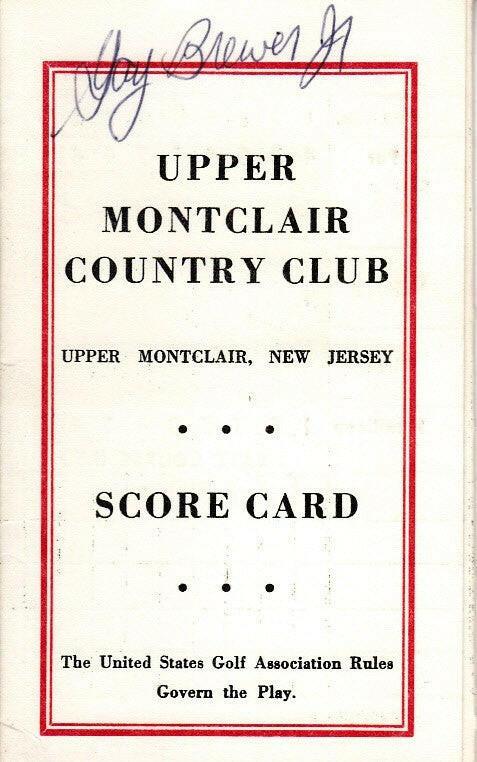 Gay Brewer Jr
UPPER
MONTCLAIR
COUNTRY CLUB
UPPER MONTCLAIR, NEW JERSEY
• • •
SCORE CARD
• • •
The United States Golf Association Rules
Govern the Play.